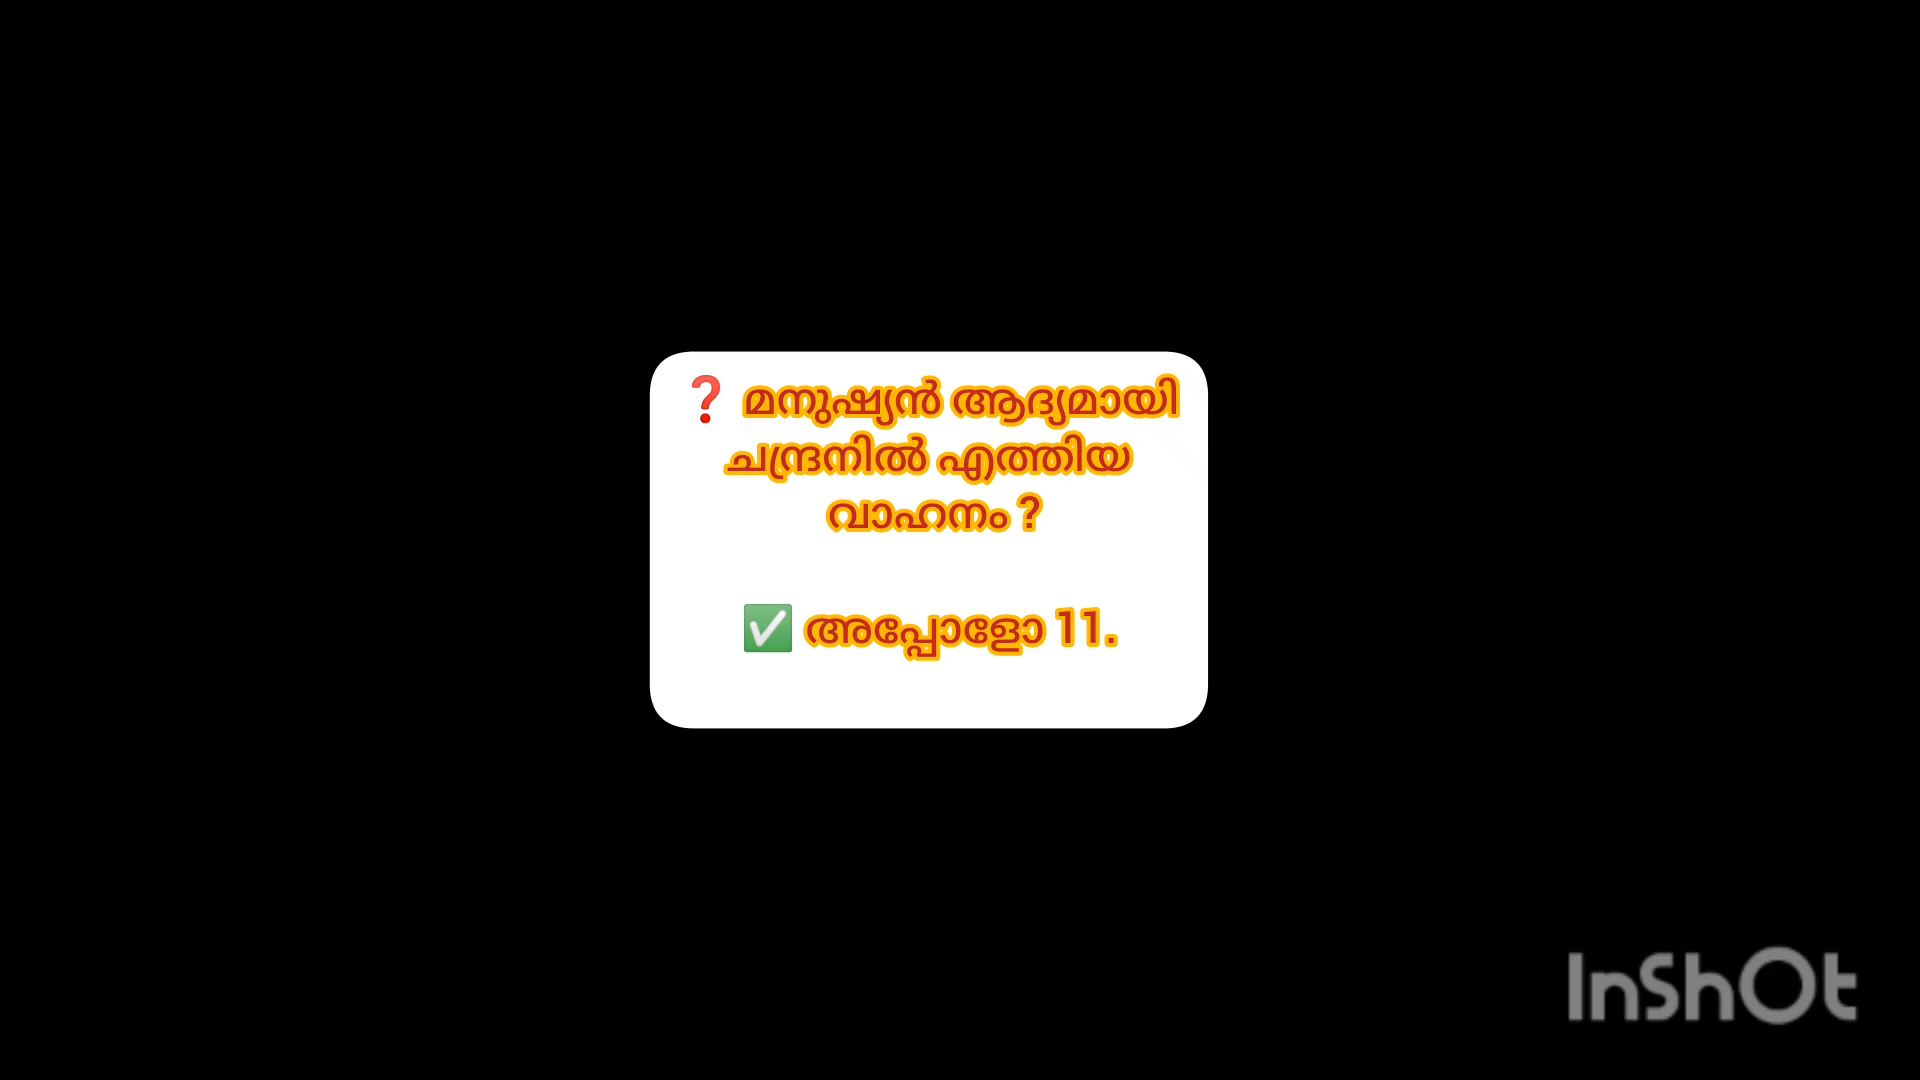 ❓ മനുഷ്യൻ ആദ്യമായി
ചന്ദ്രനിൽ എത്തിയ
വാഹനം ?
✅ അപ്പോളോ 11.
InShOt